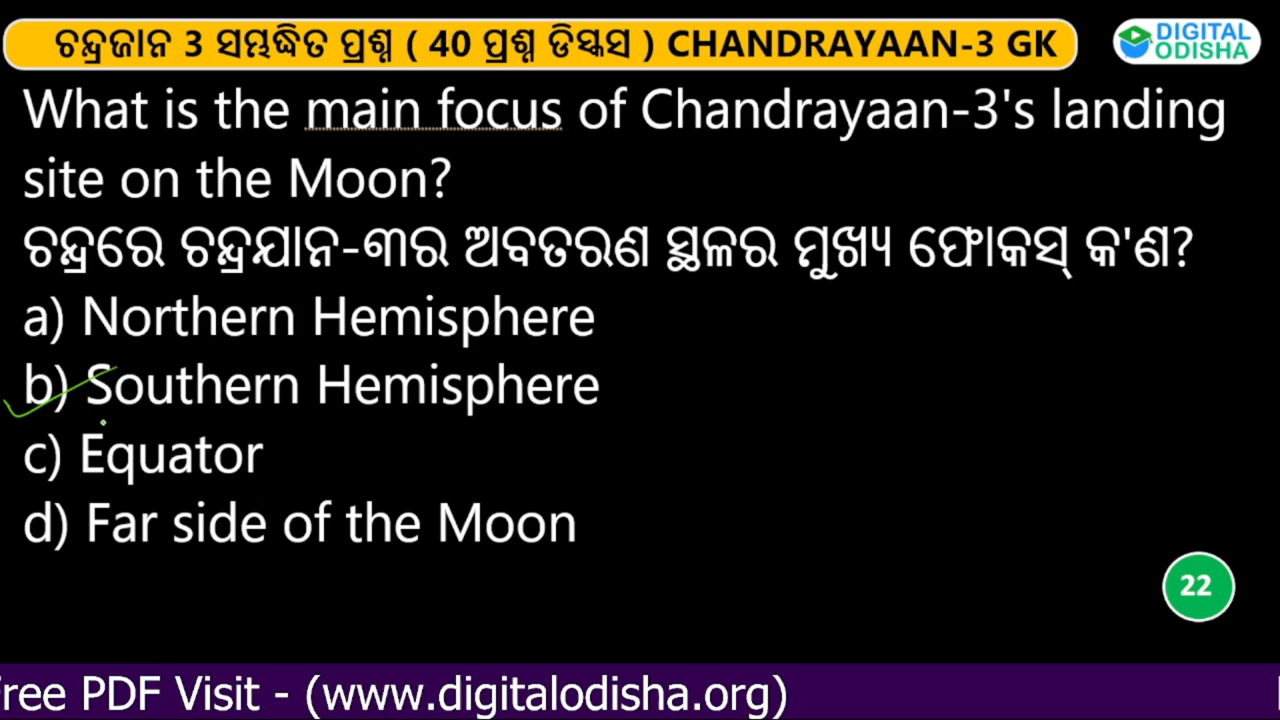 ଚନ୍ଦ୍ରଜାନ 3 ସମ୍ଭନ୍ଧିତ ପ୍ରଶ୍ନ ( 40 ପ୍ରଶ୍ନ ଡିସ୍କସ ) CHANDRAYAAN-3 GK
DIGITAL
ODISHA
What is the main focus of Chandrayaan-3's landing
site on the Moon?
ଚନ୍ଦ୍ରରେ ଚନ୍ଦ୍ରଯାନ-୩ର ଅବତରଣ ସ୍ଥଳର ମୁଖ୍ୟ ଫୋକସ୍ କ'ଣ?
a) Northern Hemisphere
b) Southern Hemisphere
c) Equator
d) Far side of the Moon
22
Free PDF Visit - (www.digitalodisha.org)